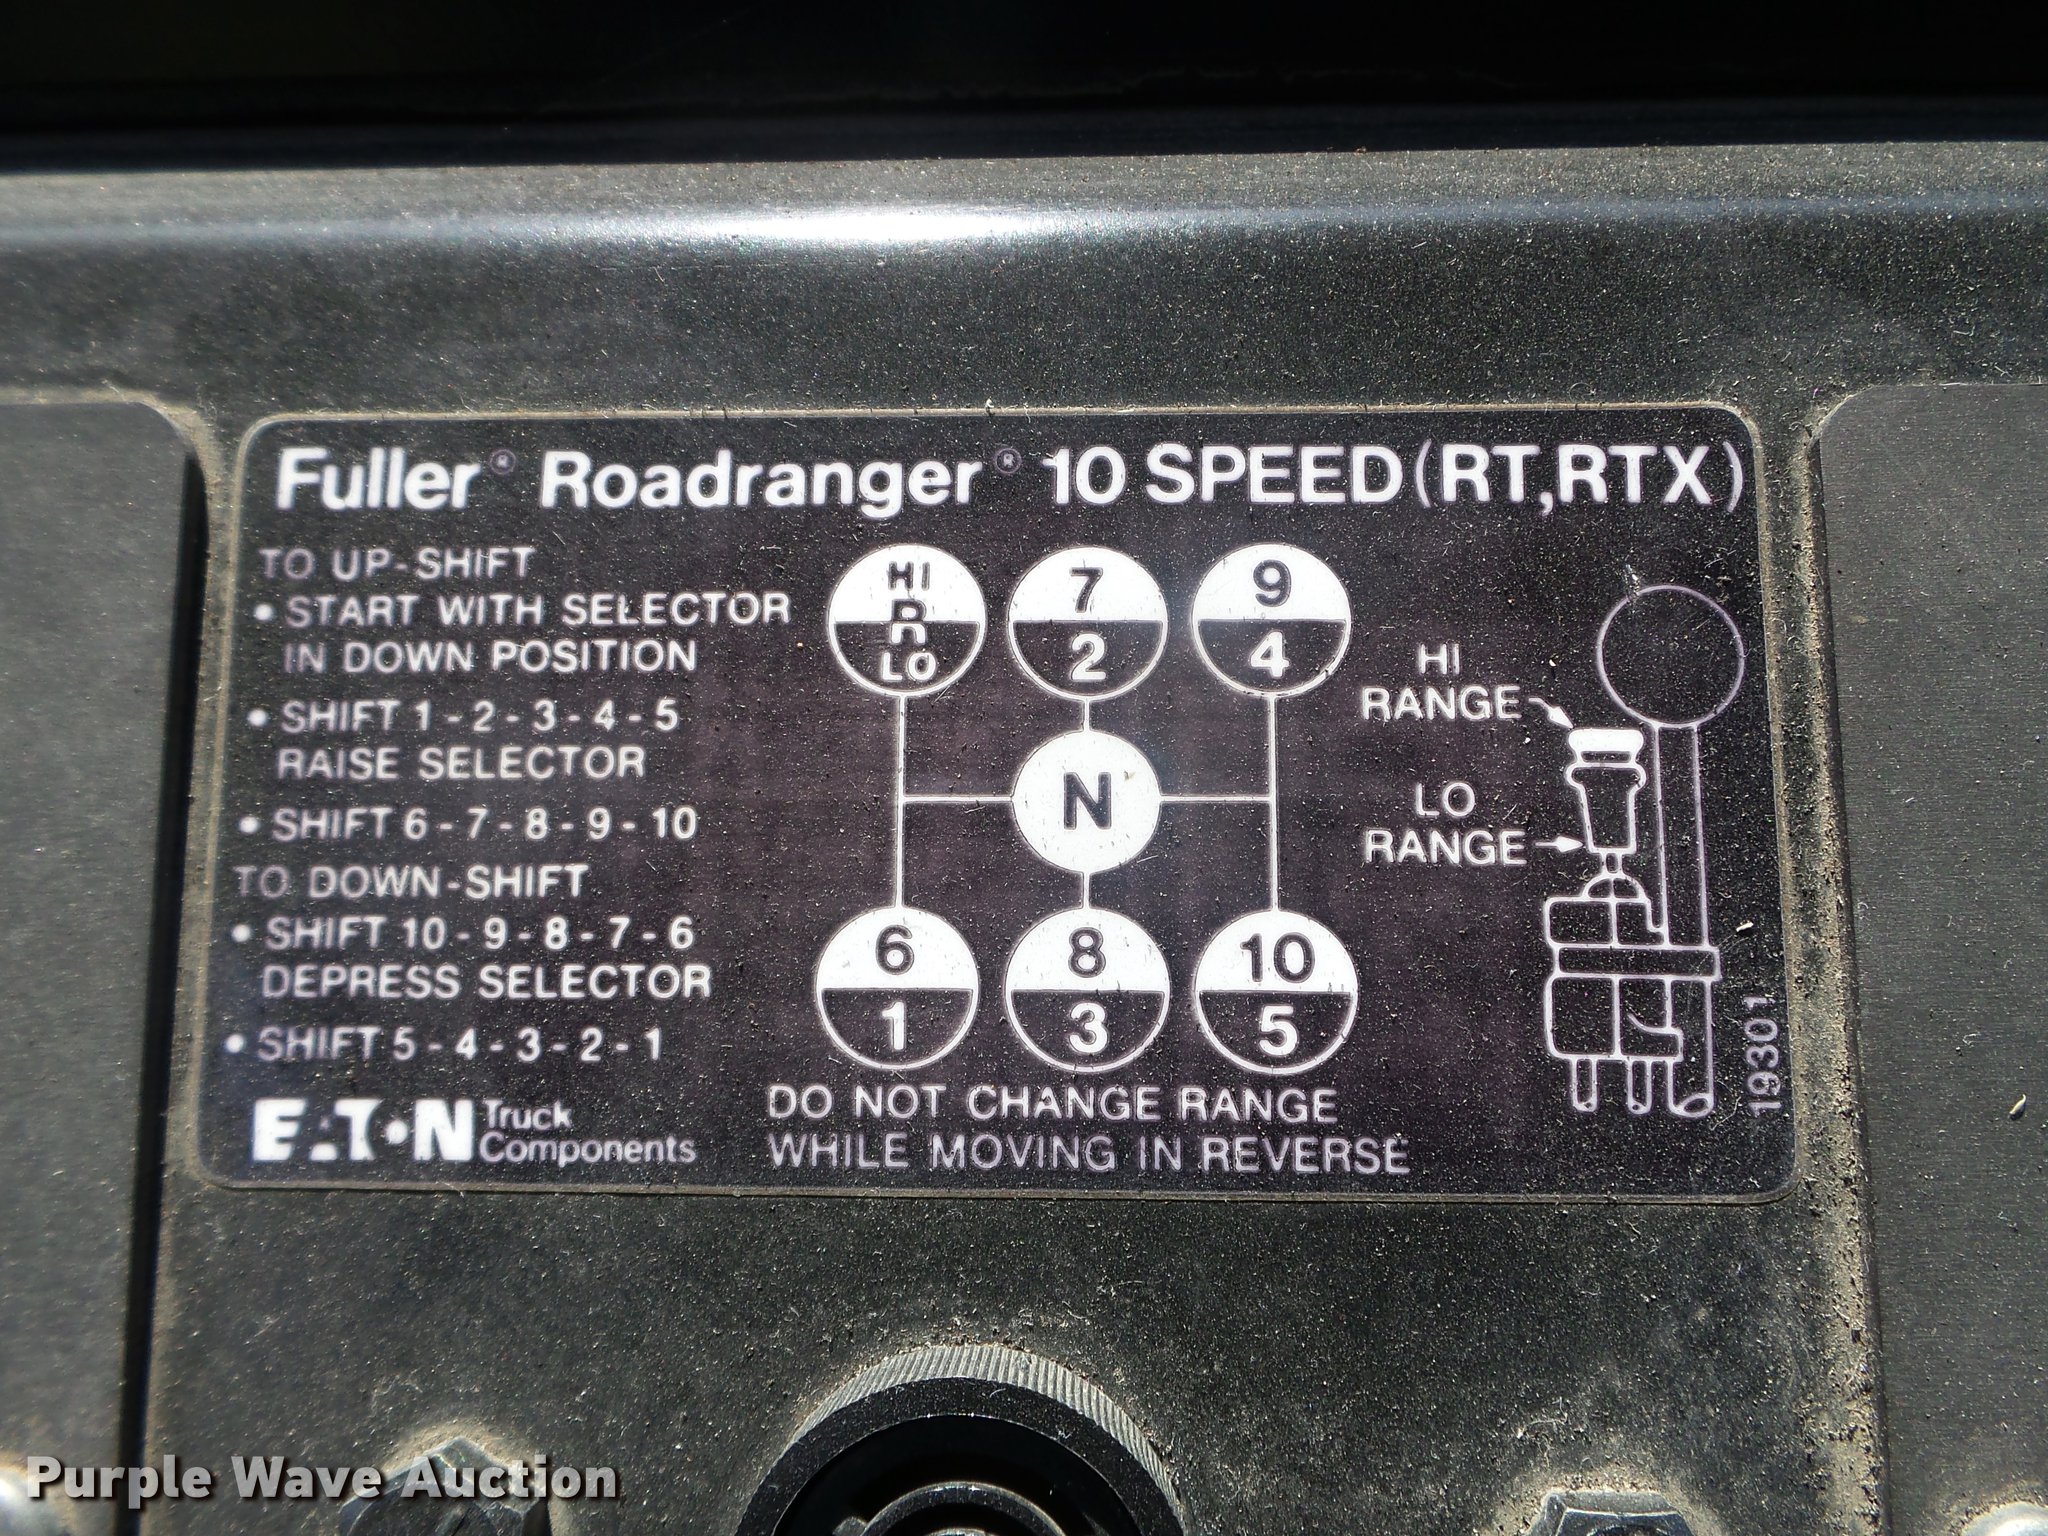 Fuller® Roadranger® 10 SPEED (RT,RTX)
TO UP-SHIFT
• START WITH SELECTOR
IN DOWN POSITION
• SHIFT 1 - 2 - 3 - 4 - 5
RAISE SELECTOR
• SHIFT 6 - 7 - 8 - 9 - 10
TO DOWN-SHIFT
• SHIFT 10 - 9 - 8 - 7 - 6
DEPRESS SELECTOR
• SHIFT 5 - 4 - 3 - 2 - 1
EATON Truck
Components
HI
R
LO
7
2
9
4
N
6
1
8
3
10
5
DO NOT CHANGE RANGE
WHILE MOVING IN REVERSE
HI
RANGE
LO
RANGE
19301
Purple Wave Auction